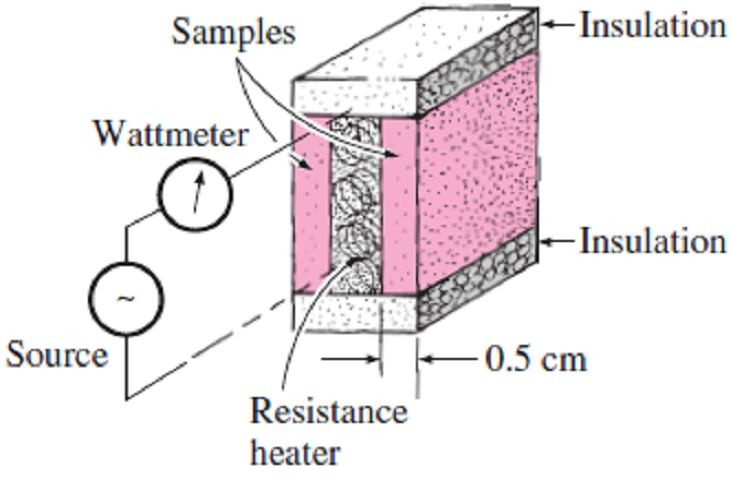 Samples
Insulation
Wattmeter
~
Insulation
Source
0.5 cm
Resistance
heater